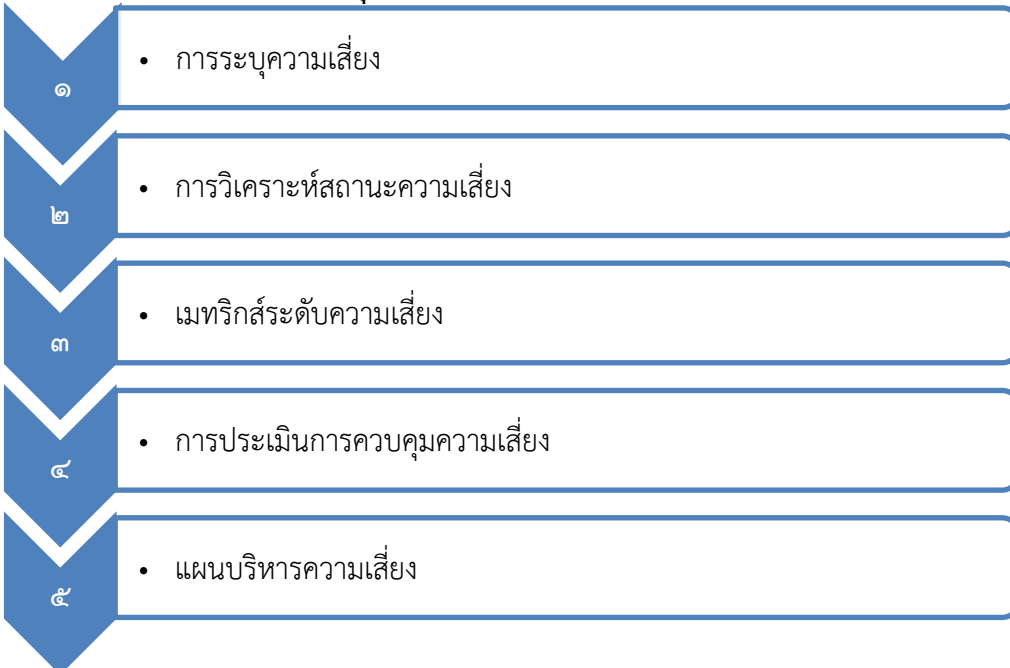 ๑
• การระบุความเสี่ยง
๒
• การวิเคราะห์สถานะความเสี่ยง
๓
• เมทริกส์ระดับความเสี่ยง
๔
• การประเมินการควบคุมความเสี่ยง
๕
• แผนบริหารความเสี่ยง